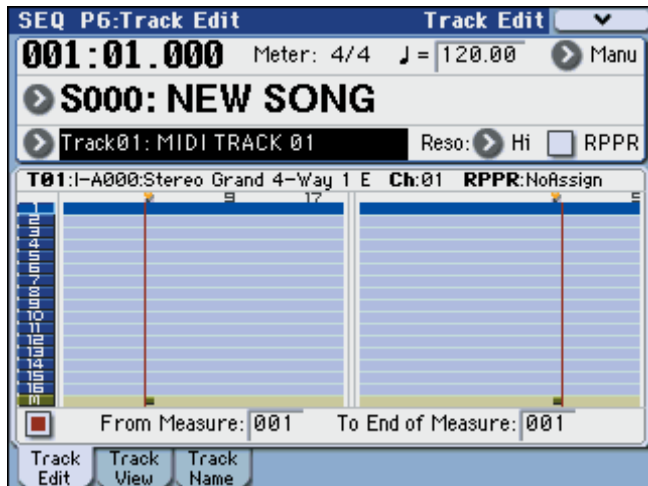 SEQ P6:Track Edit Track Edit
001:01.000 Meter: 4/4 ♩= 120.00 Manu
S000: NEW SONG
Track01: MIDI TRACK 01 Reso: Hi RPPR
T01:I-A000:Stereo Grand 4-Way 1 E Ch:01 RPPR:NoAssign
9 17 5
1
2
3
4
5
6
7
8
9
10
11
12
13
14
15
16
M
From Measure: 001 To End of Measure: 001
Track Edit
Track View
Track Name